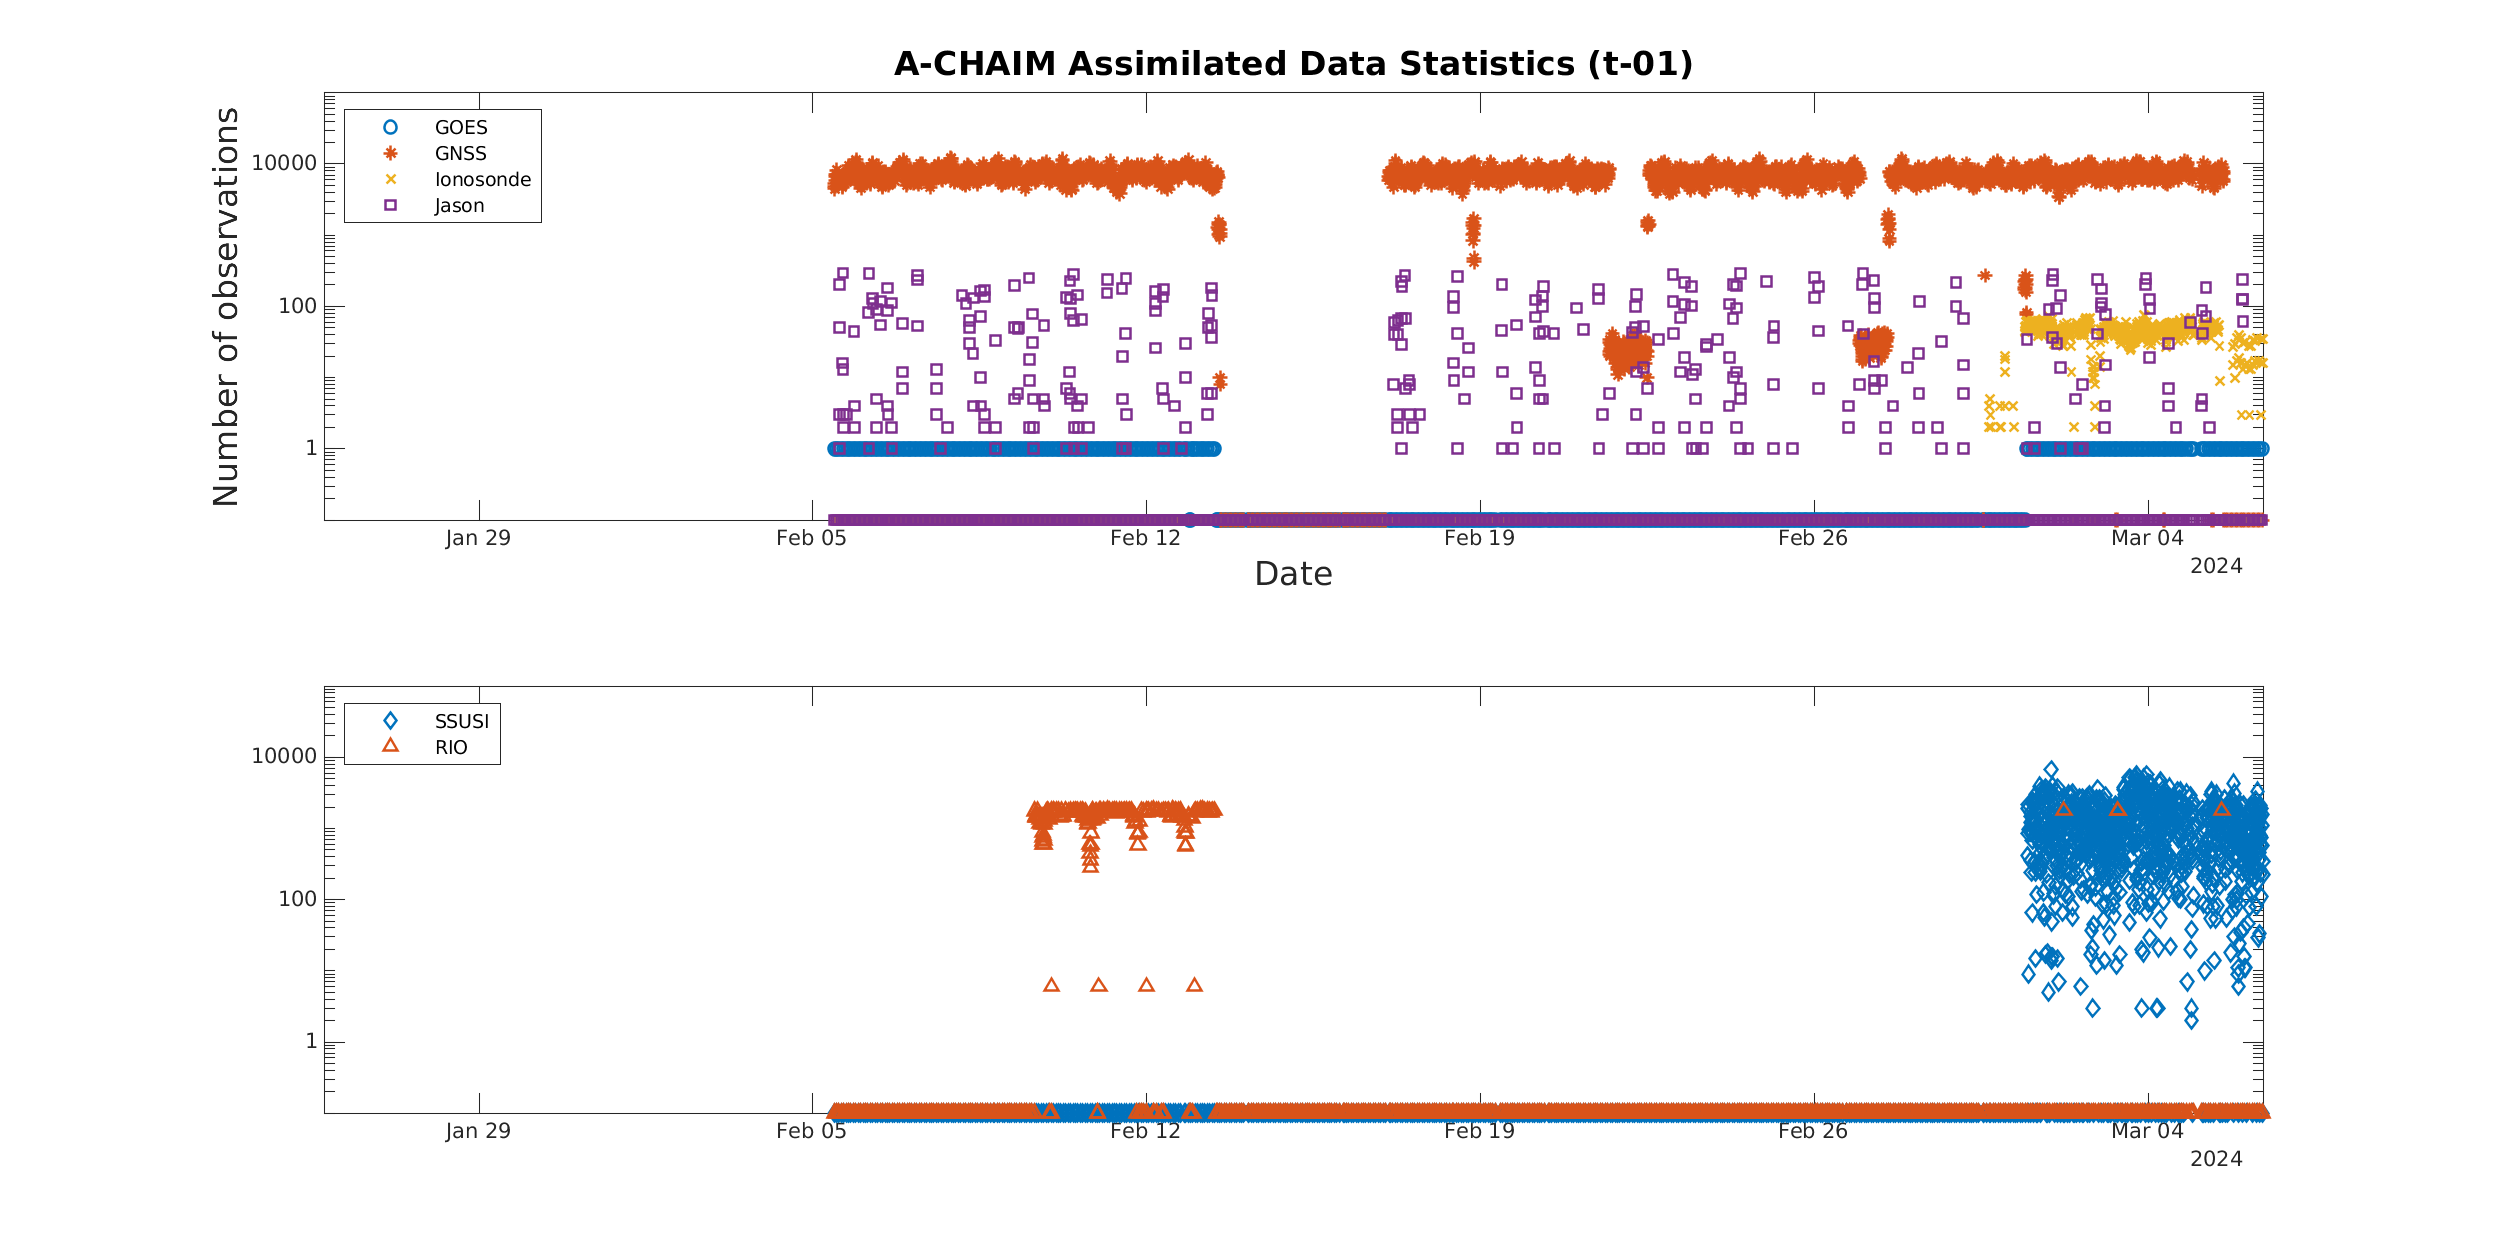 A-CHAIM Assimilated Data Statistics (t-01)
Number of observations
10000
100
1
GOES
GNSS
Ionosonde
Jason
Jan 29
Feb 05
Feb 12
Feb 19
Feb 26
Mar 04
2024
Date
10000
100
1
SSUSI
RIO
Jan 29
Feb 05
Feb 12
Feb 19
Feb 26
Mar 04
2024